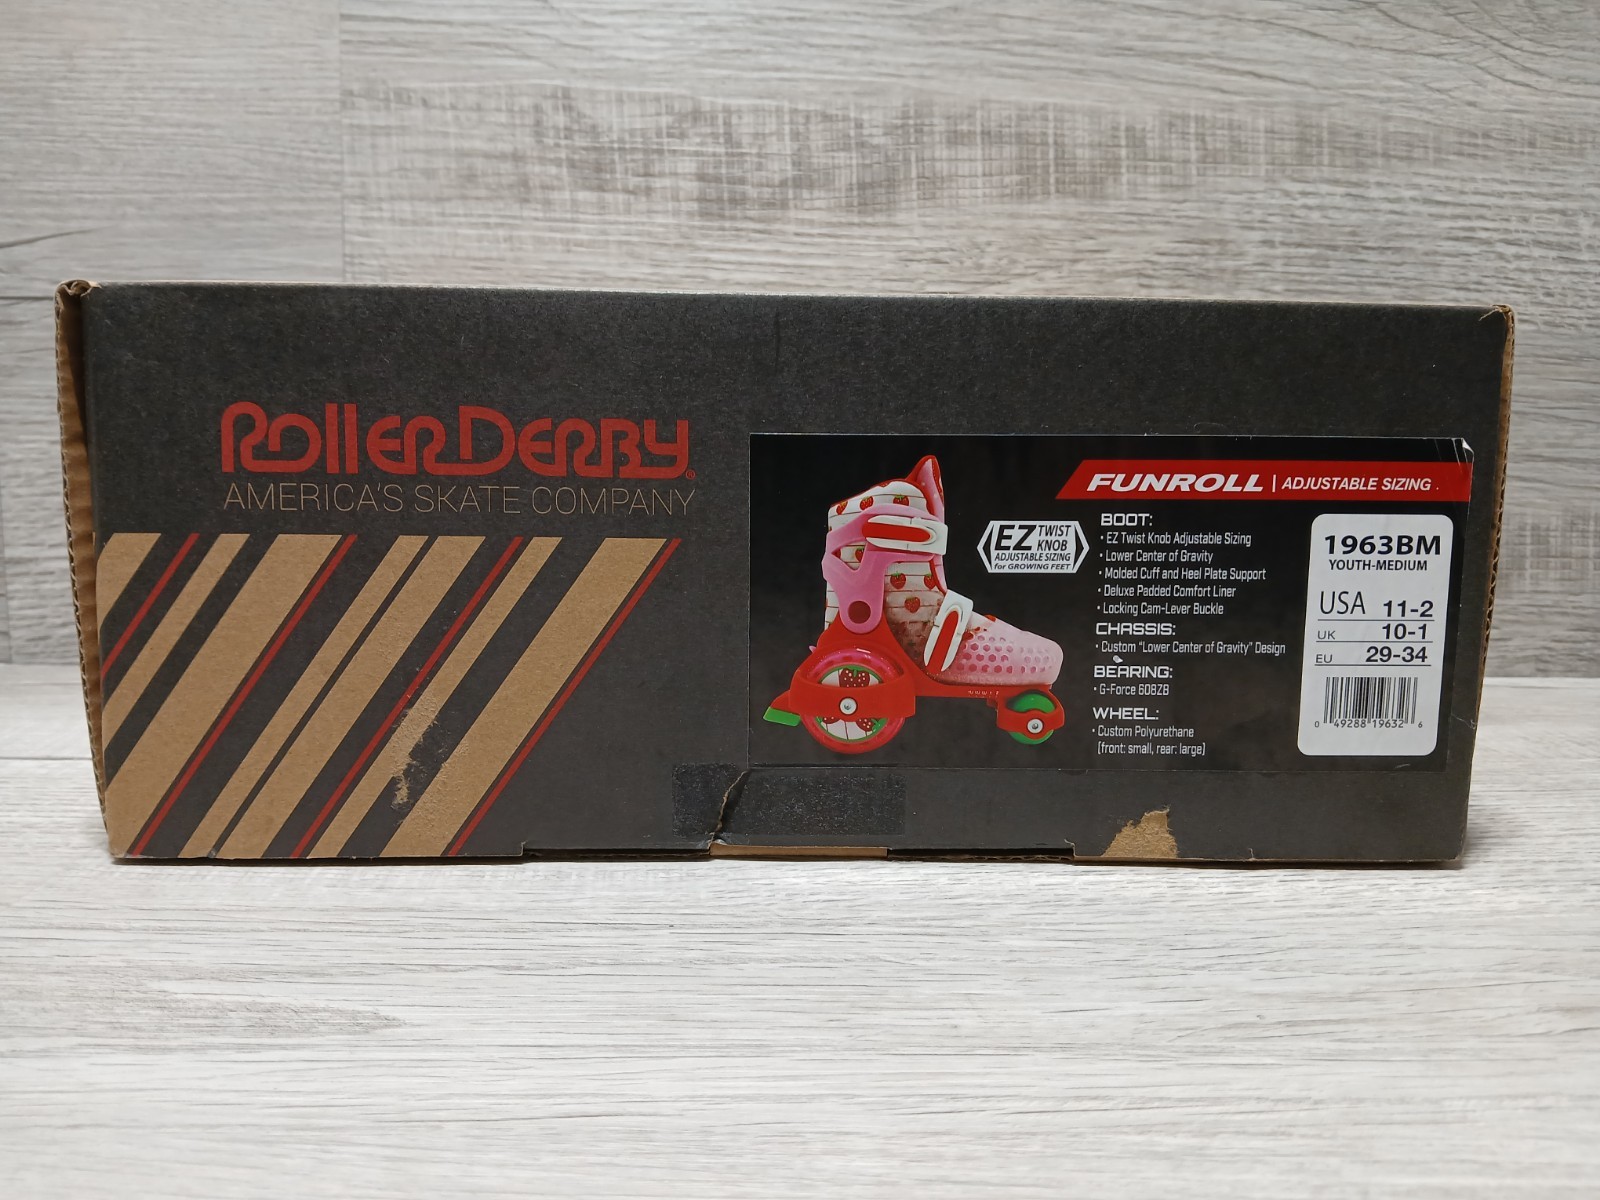 RollerDerby®
AMERICA'S SKATE COMPANY
FUNROLL | ADJUSTABLE SIZING
EZ TWIST KNOB
ADJUSTABLE SIZING
for GROWING FEET
BOOT:
• EZ Twist Knob Adjustable Sizing
• Lower Center of Gravity
• Molded Cuff and Heel Plate Support
• Deluxe Padded Comfort Liner
• Locking Cam-Lever Buckle
CHASSIS:
• Custom "Lower Center of Gravity" Design
BEARING:
• G-Force 608ZB
WHEEL:
• Custom Polyurethane
(front: small, rear: large)
1963BM
YOUTH-MEDIUM
USA 11-2
UK 10-1
EU 29-34
0 49288 19632 6